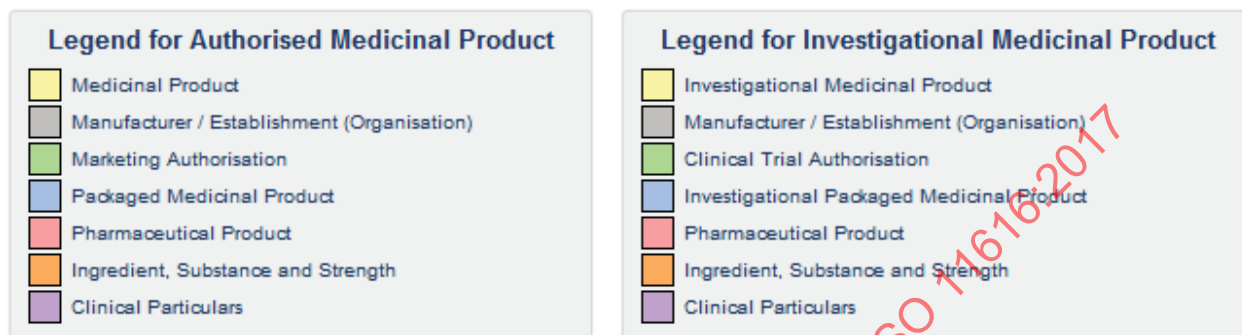 Legend for Authorised Medicinal Product
Medicinal Product
Manufacturer / Establishment (Organisation)
Marketing Authorisation
Packaged Medicinal Product
Pharmaceutical Product
Ingredient, Substance and Strength
Clinical Particulars
Legend for Investigational Medicinal Product
Investigational Medicinal Product
Manufacturer / Establishment (Organisation)
Clinical Trial Authorisation
Investigational Packaged Medicinal Product
Pharmaceutical Product
Ingredient, Substance and Strength
Clinical Particulars
SO 11616:2017